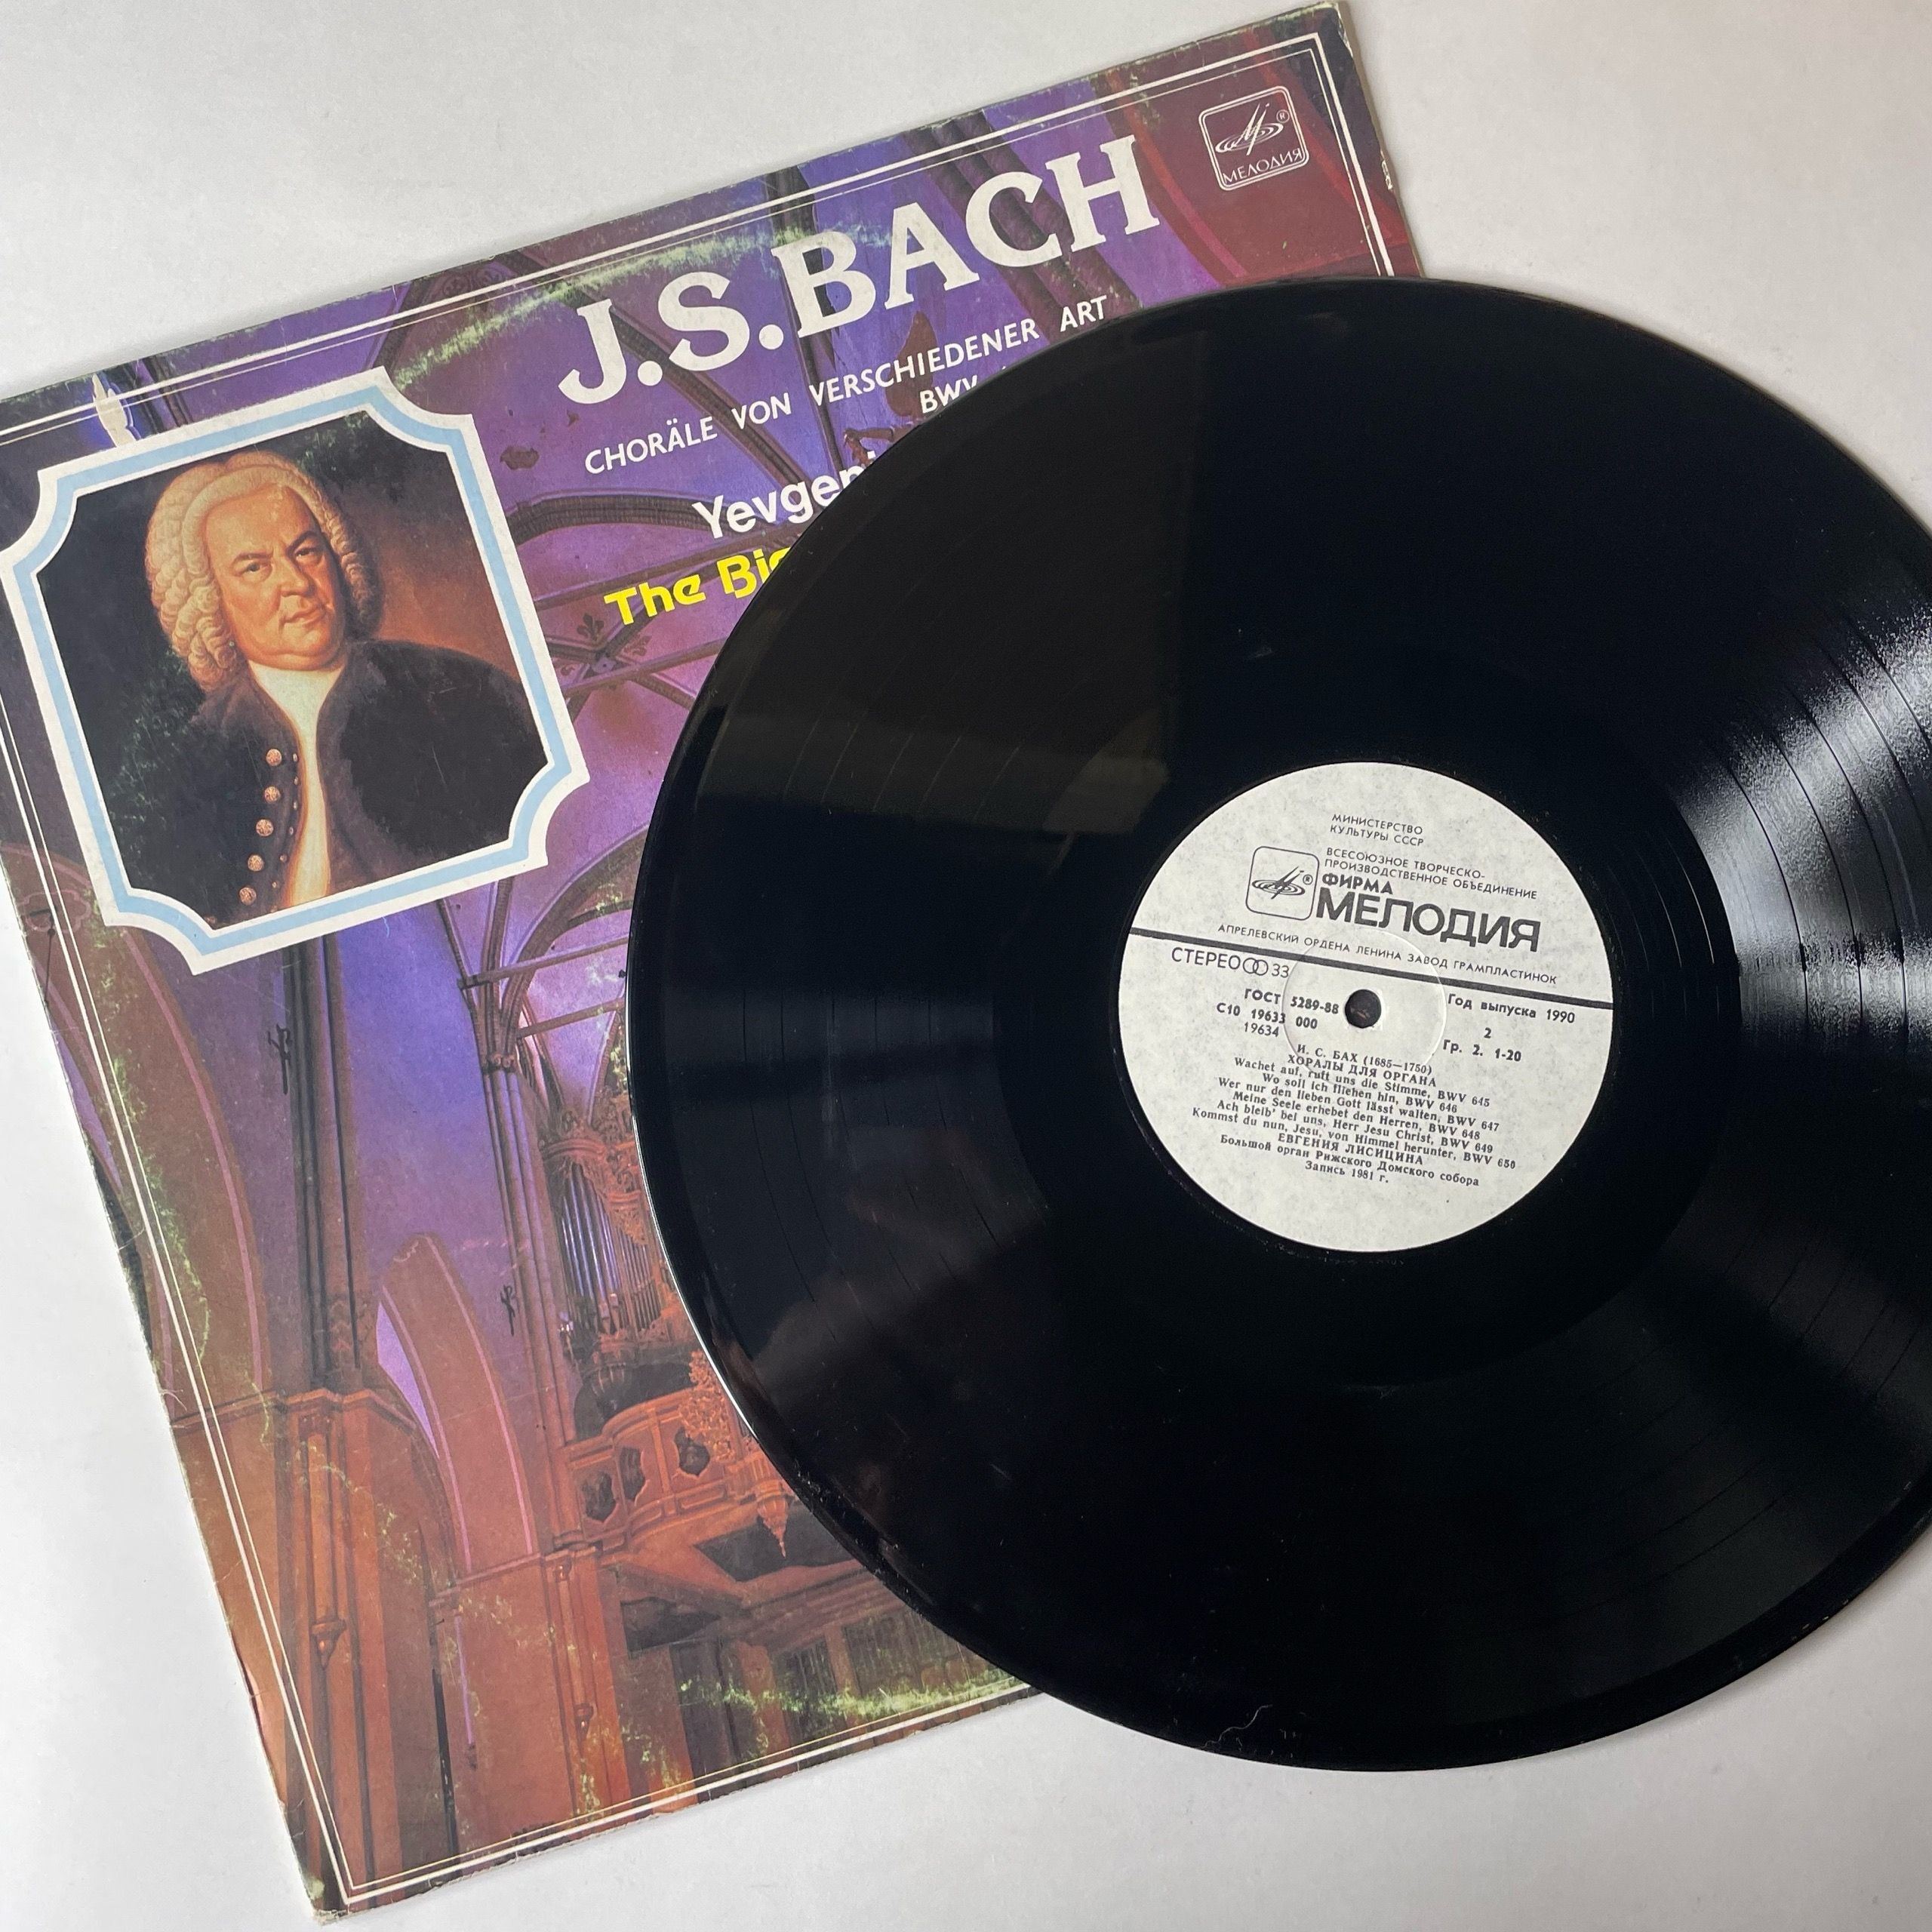 МЕЛОДИЯ
J.S.BACH
CHORÄLE VON VERSCHIEDENER ART
BWV
The
МИНИСТЕРСТВО
КУЛЬТУРЫ СССР
ВСЕСОЮЗНОЕ ТВОРЧЕСКО-
ПРОИЗВОДСТВЕННОЕ ОБЪЕДИНЕНИЕ
ФИРМА
МЕЛОДИЯ
АПРЕЛЕВСКИЙ ОРДЕНА ЛЕНИНА ЗАВОД ГРАМПЛАСТИНОК
СТЕРЕО 33
ГОСТ 5289-88
Год выпуска 1990
С10 19633 000
19634
2
Гр. 2. 1-20
И. С. БАХ (1685—1750)
ХОРАЛЫ ДЛЯ ОРГАНА
Wachet auf, ruft uns die Stimme, BWV 645
Wo soll ich fliehen hin, BWV 646
Wer nur den lieben Gott lässt walten, BWV 647
Meine Seele erhebet den Herren, BWV 648
Ach bleib' bei uns, Herr Jesu Christ, BWV 649
Kommst du nun, Jesu, von Himmel herunter, BWV 650
ЕВГЕНИЯ ЛИСИЦИНА
Большой орган Рижского Домского собора
Запись 1981 г.